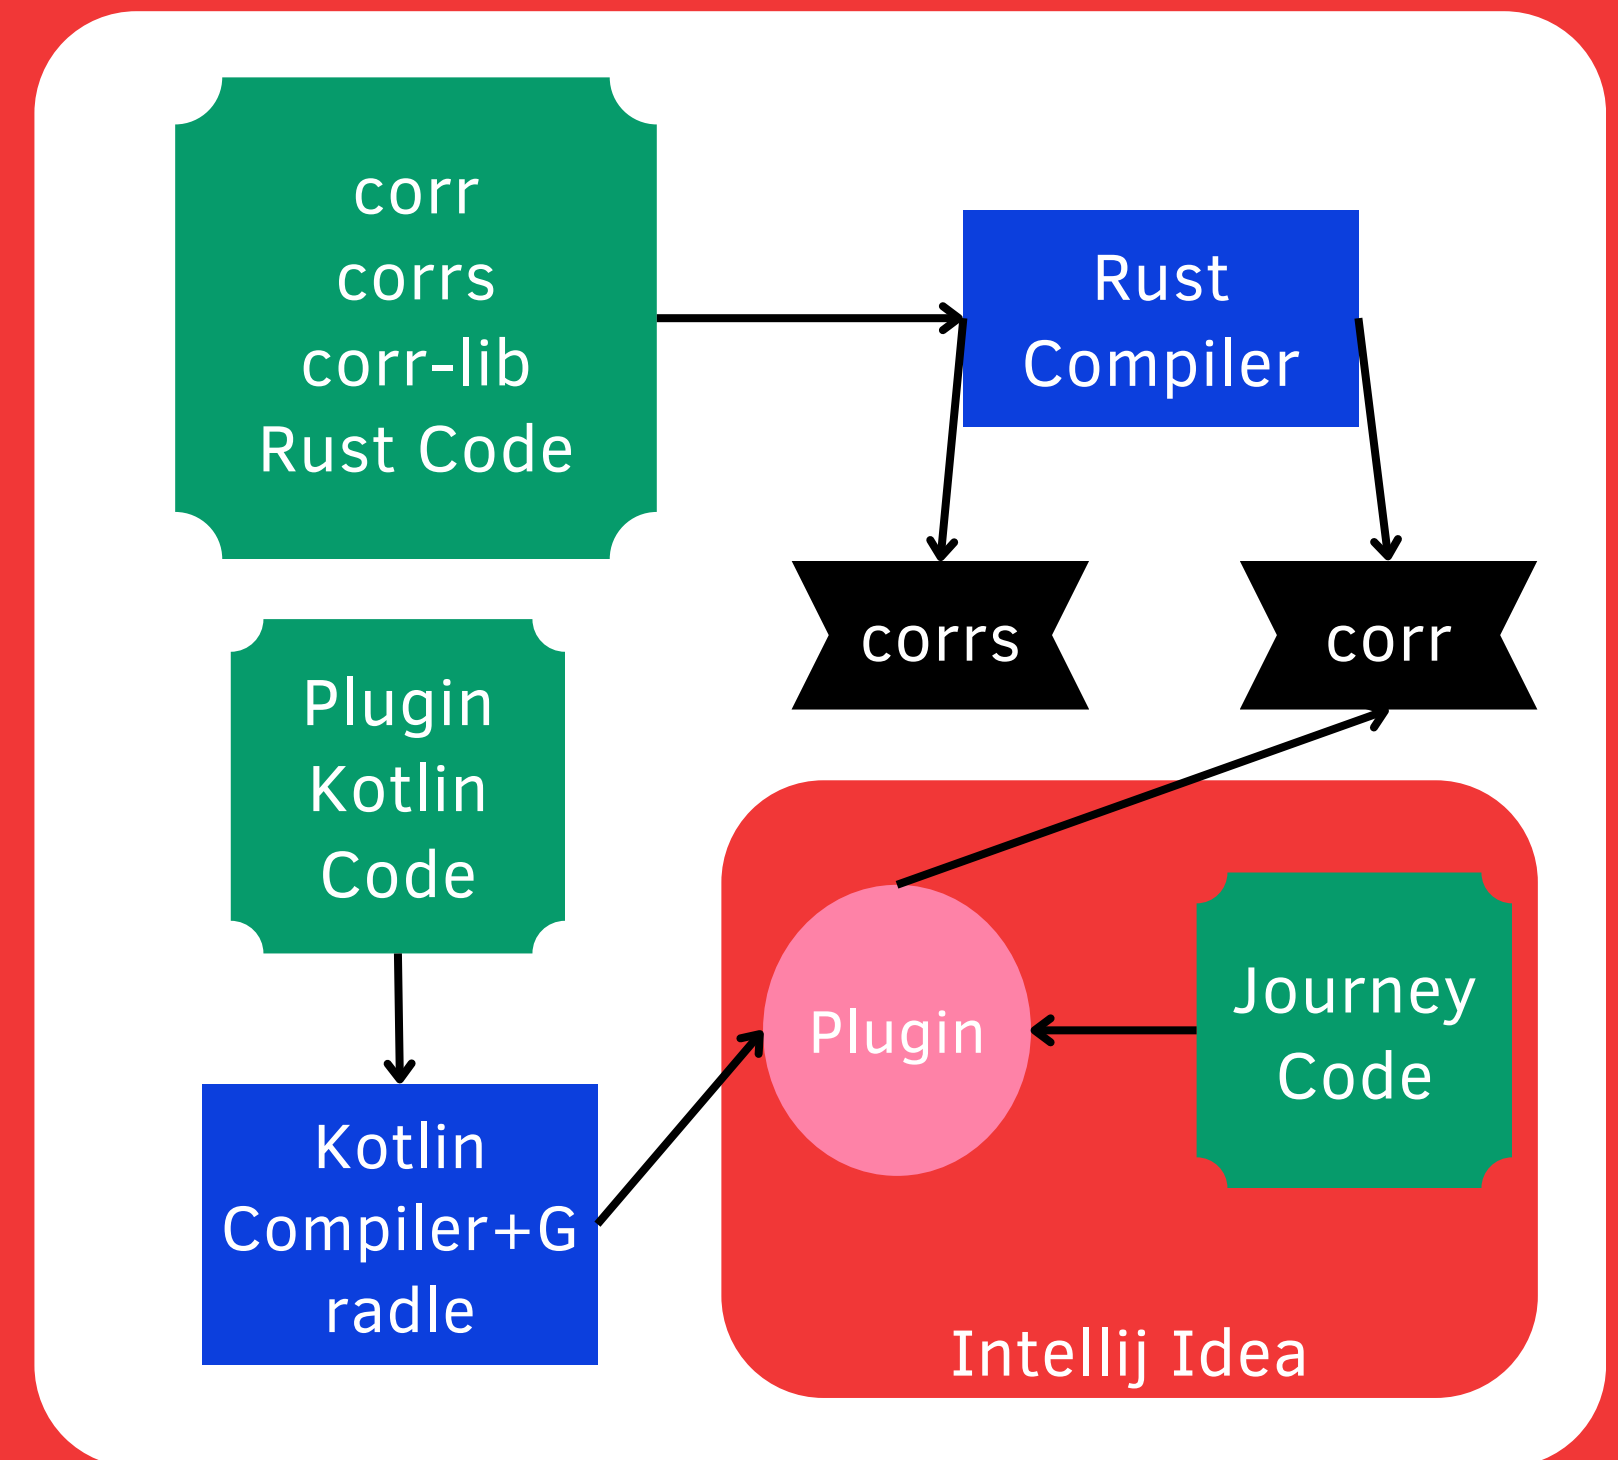 corr
corrs
corr-lib
Rust Code
Rust
Compiler
corrs
corr
Plugin
Kotlin
Code
Kotlin
Compiler+G
radle
Plugin
Journey
Code
Intellij Idea